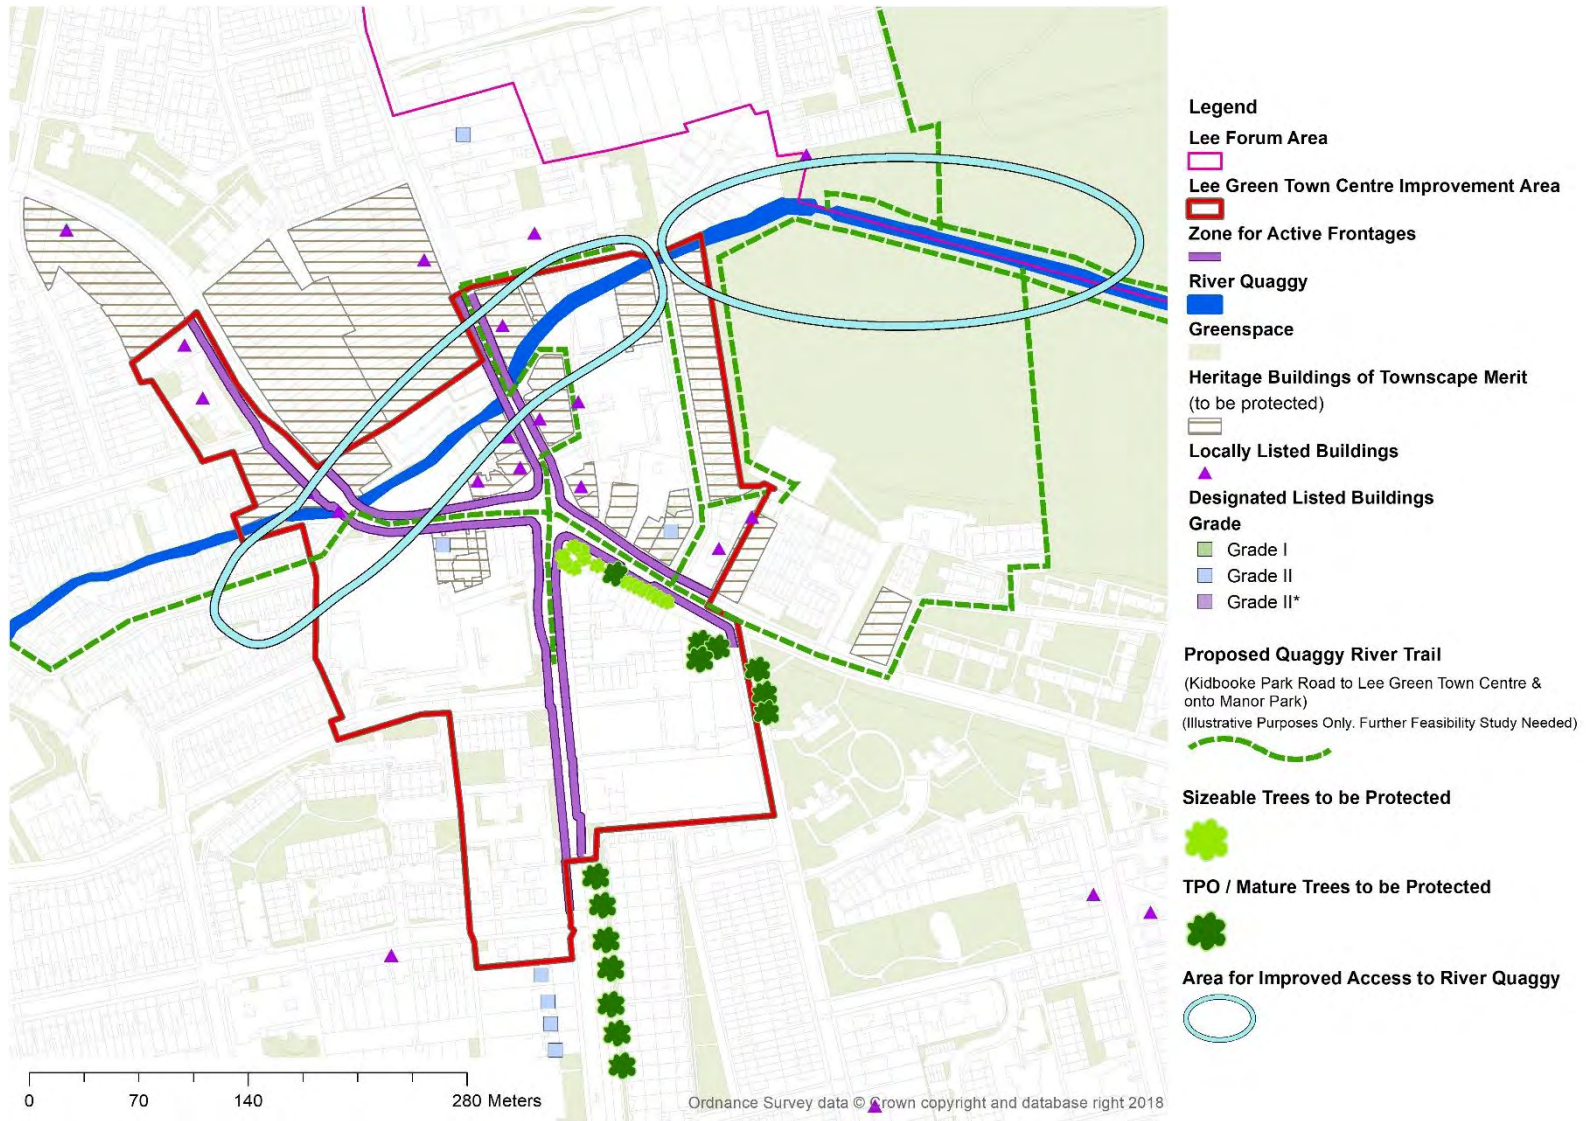 Legend
Lee Forum Area
Lee Green Town Centre Improvement Area
Zone for Active Frontages
River Quaggy
Greenspace
Heritage Buildings of Townscape Merit
(to be protected)
Locally Listed Buildings
Designated Listed Buildings
Grade
Grade I
Grade II
Grade II*
Proposed Quaggy River Trail
(Kidbooke Park Road to Lee Green Town Centre &
onto Manor Park)
(Illustrative Purposes Only. Further Feasibility Study Needed)
Sizeable Trees to be Protected
TPO / Mature Trees to be Protected
Area for Improved Access to River Quaggy
0 70 140 280 Meters
Ordnance Survey data © Crown copyright and database right 2018